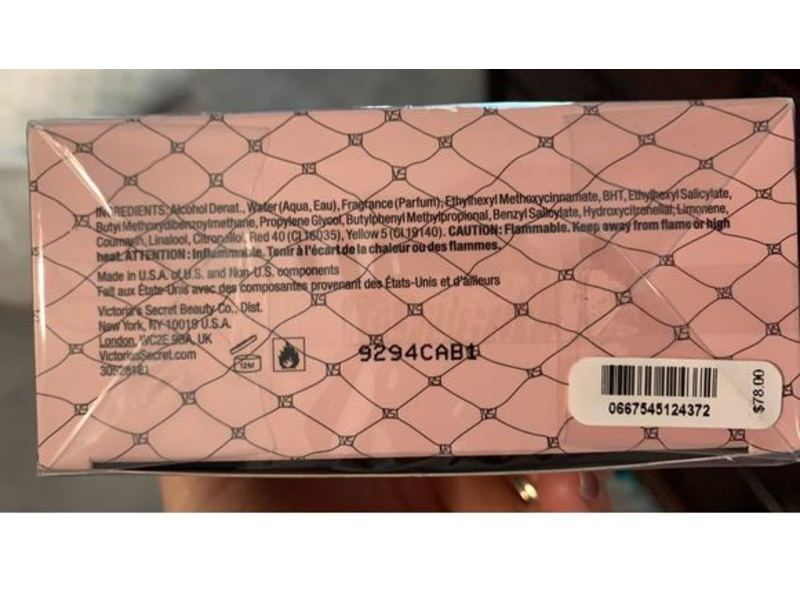 INGREDIENTS: Alcohol Denat., Water (Aqua, Eau), Fragrance (Parfum), Ethylhexyl Methoxycinnamate, BHT, Ethylhexyl Salicylate,
Butyl Methoxydibenzoylmethane, Propylene Glycol, Butylphenyl Methylpropional, Benzyl Salicylate, Hydroxycitronellal, Limonene,
Coumarin, Linalool, Citronellol, Red 40 (CI 16035), Yellow 5 (CI 19140). CAUTION: Flammable. Keep away from flame or high
heat. ATTENTION: Inflammable. Tenir à l'écart de la chaleur ou des flammes.
Made in U.S.A. of U.S. and Non-U.S. components
Fait aux États-Unis avec des composantes provenant des États-Unis et d'ailleurs
Victoria's Secret Beauty Co., Dist.
New York, NY 10019 U.S.A.
London, WC2E 9BA, UK
VictoriasSecret.com
12M
9294CAB1
0667545124372
$78.00